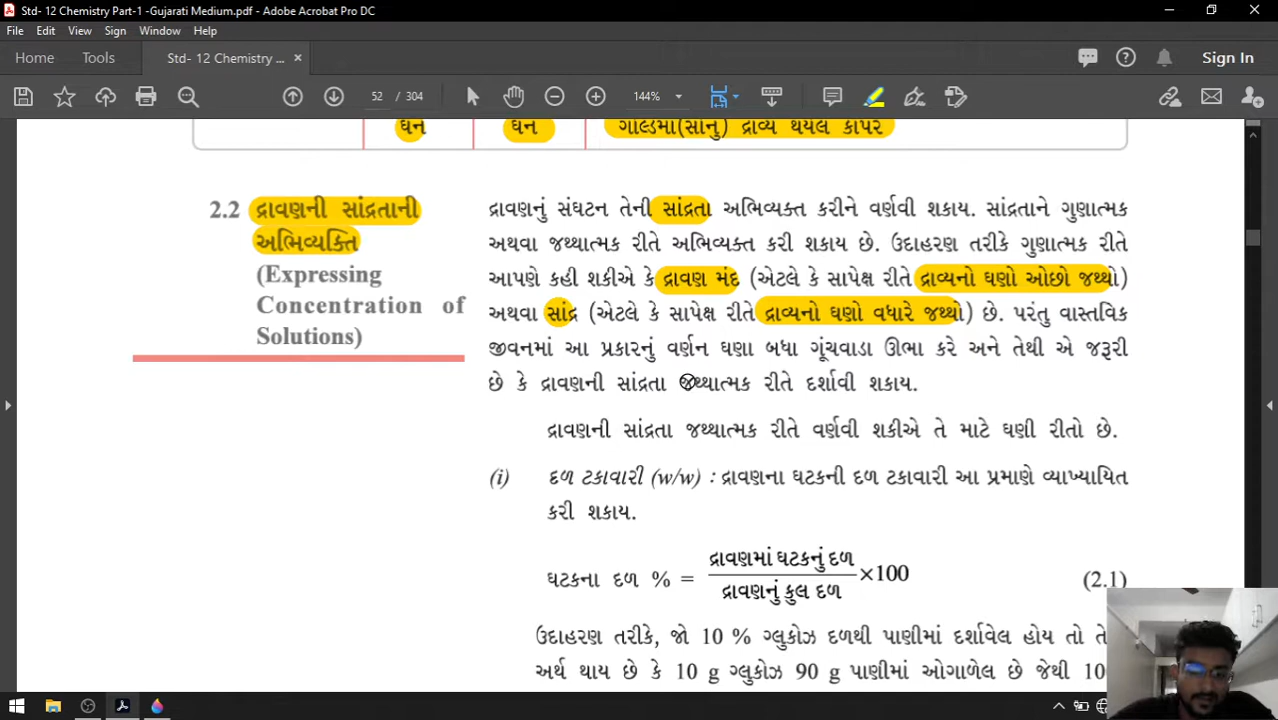 Std- 12 Chemistry Part-1 -Gujarati Medium.pdf - Adobe Acrobat Pro DC
File Edit View Sign Window Help
Home Tools Std- 12 Chemistry ... × Sign In
52 / 304 144%
ઘન ઘન ગોલ્ડમાં(સોનુ) દ્રાવ્ય થયેલ કોપર
2.2 દ્રાવણની સાંદ્રતાની
અભિવ્યક્તિ
(Expressing
Concentration of
Solutions)
દ્રાવણનું સંઘટન તેની સાંદ્રતા અભિવ્યક્ત કરીને વર્ણવી શકાય. સાંદ્રતાને ગુણાત્મક
અથવા જથ્થાત્મક રીતે અભિવ્યક્ત કરી શકાય છે. ઉદાહરણ તરીકે ગુણાત્મક રીતે
આપણે કહી શકીએ કે દ્રાવણ મંદ (એટલે કે સાપેક્ષ રીતે દ્રાવ્યનો ઘણો ઓછો જથ્થો)
અથવા સાંદ્ર (એટલે કે સાપેક્ષ રીતે દ્રાવ્યનો ઘણો વધારે જથ્થો) છે. પરંતુ વાસ્તવિક
જીવનમાં આ પ્રકારનું વર્ણન ઘણા બધા ગૂંચવાડા ઊભા કરે અને તેથી એ જરૂરી
છે કે દ્રાવણની સાંદ્રતા જથ્થાત્મક રીતે દર્શાવી શકાય.
દ્રાવણની સાંદ્રતા જથ્થાત્મક રીતે વર્ણવી શકીએ તે માટે ઘણી રીતો છે.
(i) દળ ટકાવારી (w/w) : દ્રાવણના ઘટકની દળ ટકાવારી આ પ્રમાણે વ્યાખ્યાયિત
કરી શકાય.
ઘટકના દળ % = દ્રાવણમાં ઘટકનું દળ / દ્રાવણનું કુલ દળ ×100 (2.1)
ઉદાહરણ તરીકે, જો 10 % ગ્લુકોઝ દળથી પાણીમાં દર્શાવેલ હોય તો
અર્થ થાય છે કે 10 g ગ્લુકોઝ 90 g પાણીમાં ઓગાળેલ છે જેથી